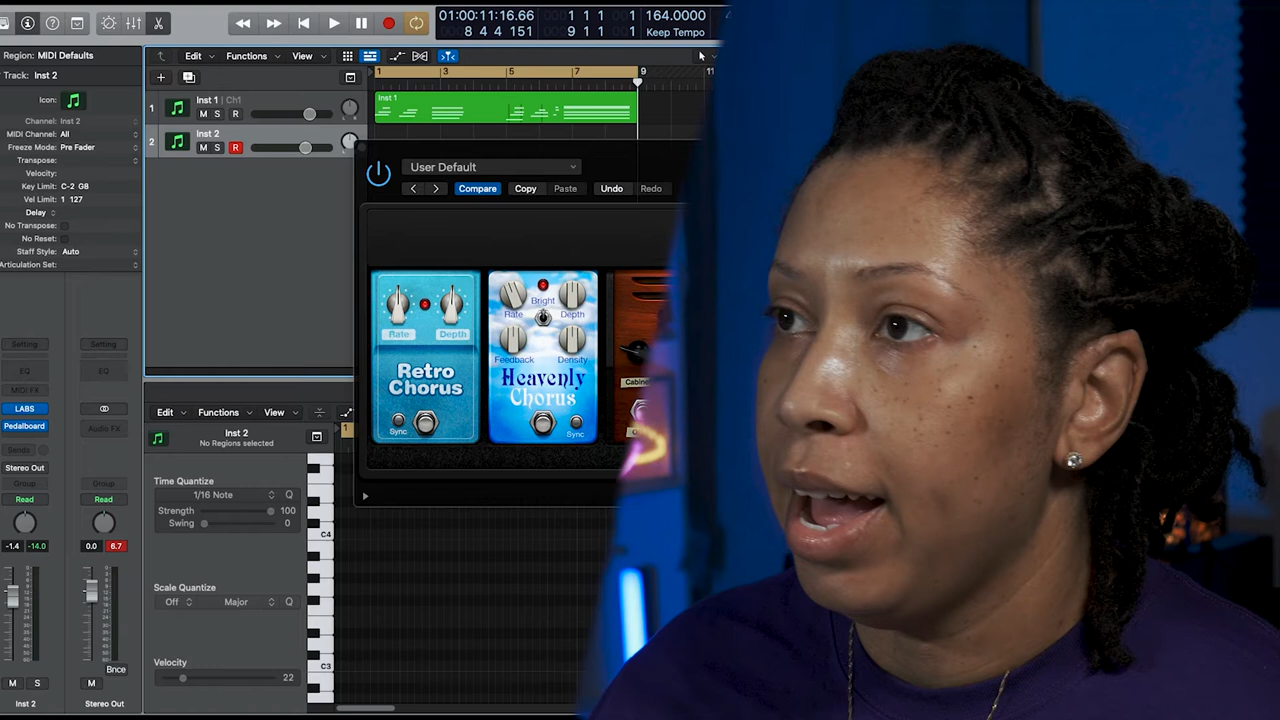 01:00:11:16.66
8 4 4 151
1 1 1 1
9 1 1 1
164.0000
Keep Tempo
4
Region: MIDI Defaults
Track: Inst 2
Icon:
Channel: Inst 2
MIDI Channel: All
Freeze Mode: Pre Fader
Transpose:
Velocity:
Key Limit: C-2 G8
Vel Limit: 1 127
Delay
No Transpose:
No Reset:
Staff Style: Auto
Articulation Set:
Edit
Functions
View
1
3
5
7
9
11
1
Inst 1 | Ch1
M S R
Inst 1
2
Inst 2
M S R
User Default
Compare
Copy
Paste
Undo
Redo
Rate
Depth
Retro
Chorus
Sync
Bright
Rate
Depth
Feedback
Density
Heavenly
Chorus
Sync
Setting
EQ
MIDI FX
LABS
Pedalboard
Sends
Stereo Out
Group
Read
-1.4 -14.0
M S
Inst 2
Setting
EQ
Audio FX
Group
Read
0.0 6.7
Bnce
M
Stereo Out
Edit
Functions
View
1
Inst 2
No Regions selected
Time Quantize
1/16 Note
Q
Strength 100
Swing 0
Scale Quantize
Off
Major
Q
Velocity
22
C4
C3